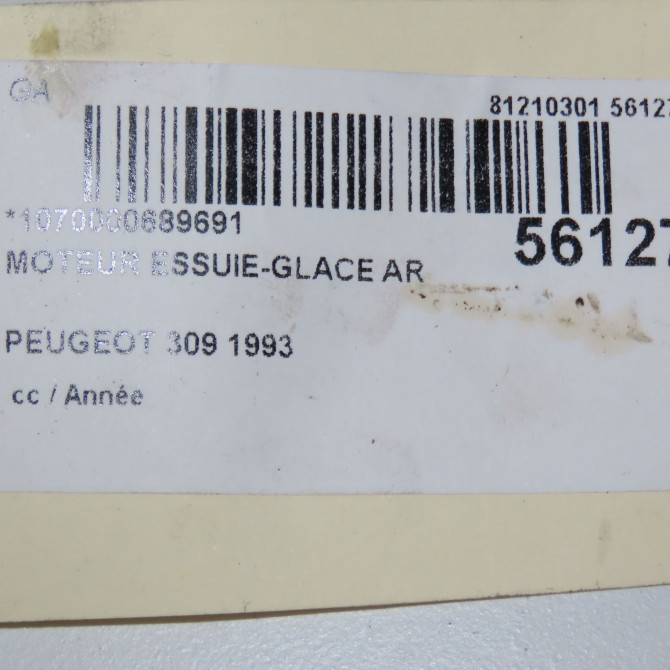 GA
81210301 56127
*1070000689691
56127
MOTEUR ESSUIE-GLACE AR
PEUGEOT 309 1993
cc / Année